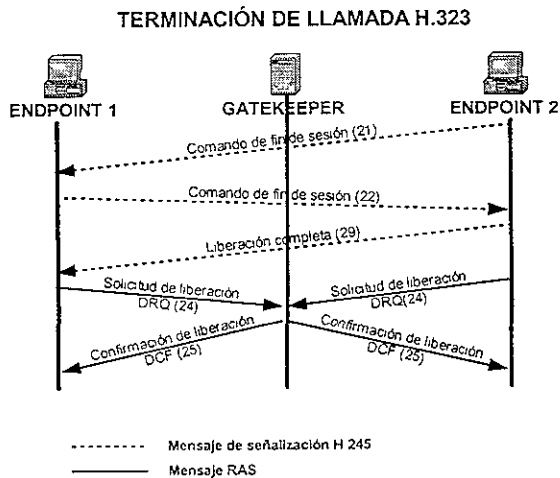 TERMINACIÓN DE LLAMADA H.323
ENDPOINT 1
GATEKEEPER
ENDPOINT 2
Comando de fin de sesión (21)
Comando de fin de sesión (22)
Liberación completa (29)
Solicitud de liberación
DRQ (24)
Solicitud de liberación
DRQ(24)
Confirmación de liberación
DCF (25)
Confirmación de liberación
DCF (25)
Mensaje de señalización H 245
Mensaje RAS